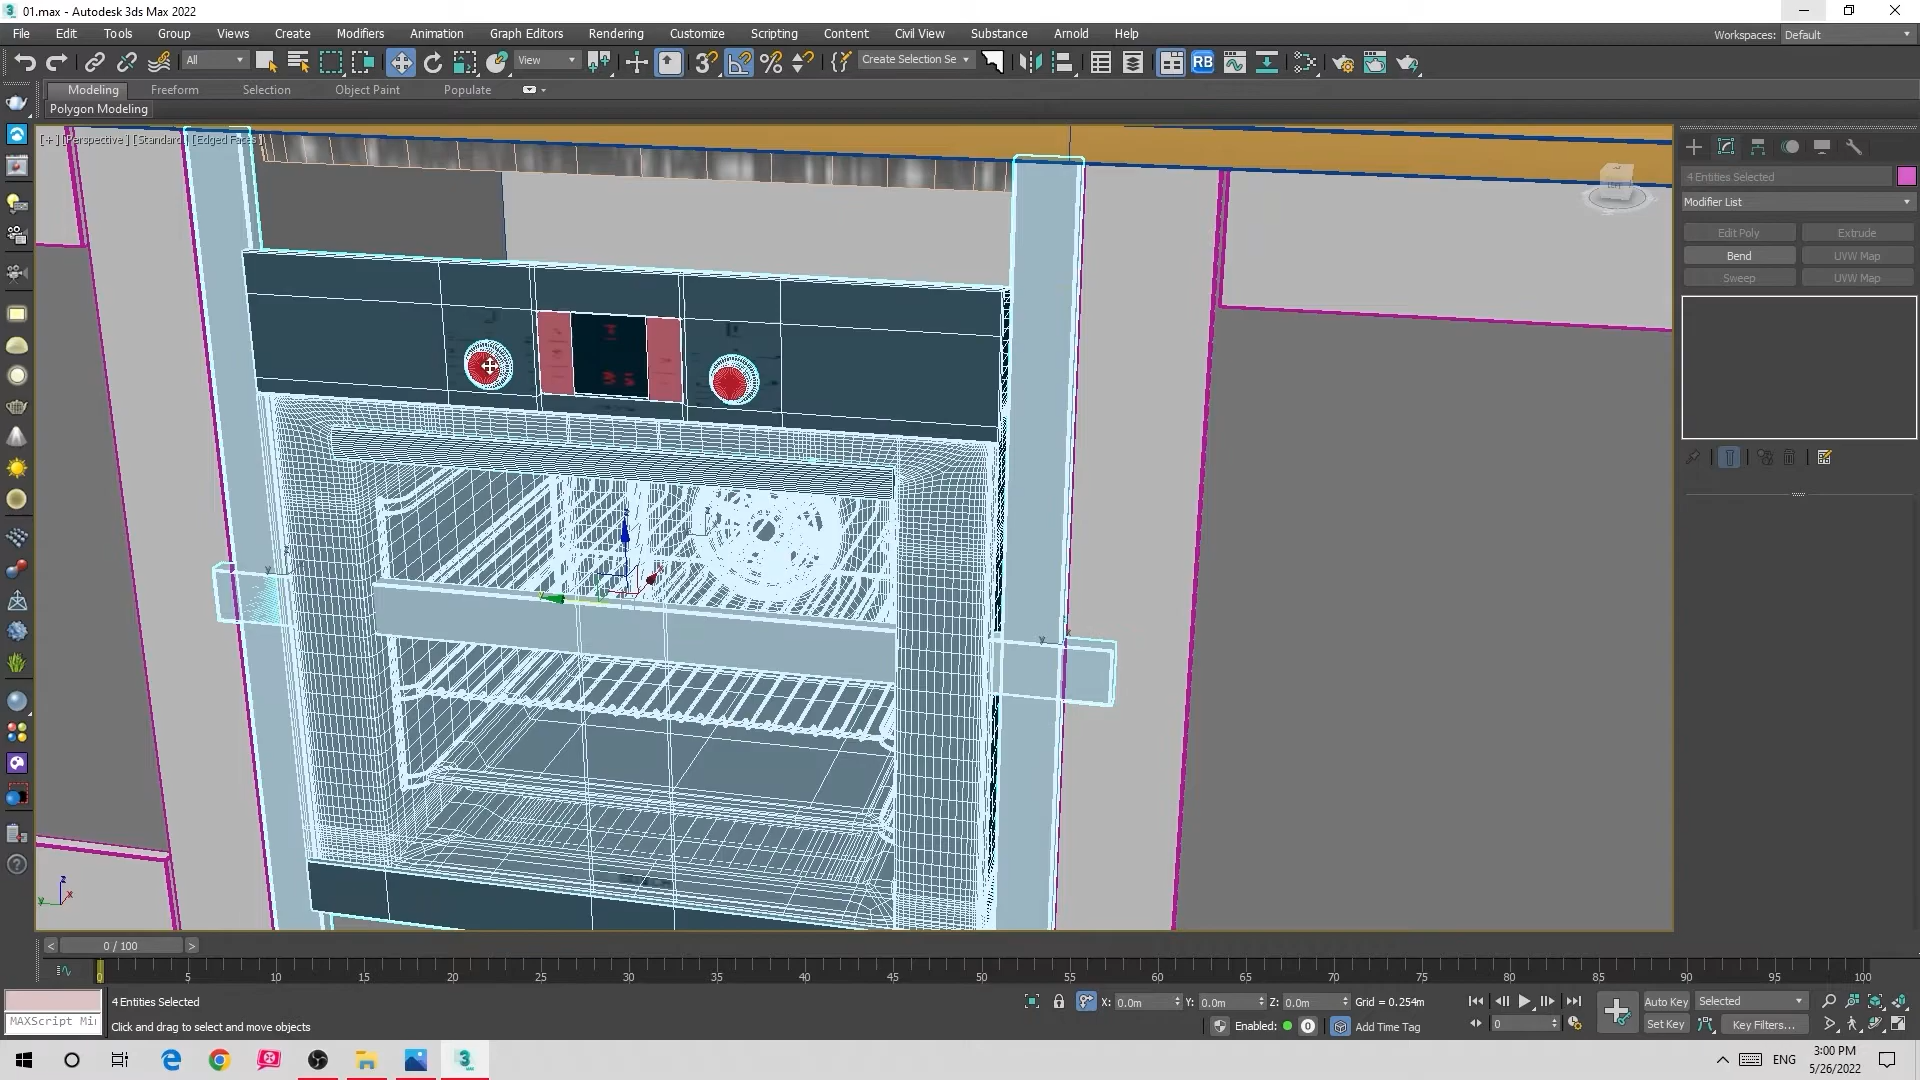 01.max - Autodesk 3ds Max 2022
File Edit Tools Group Views Create Modifiers Animation Graph Editors Rendering Customize Scripting Content Civil View Substance Arnold Help
Workspaces: Default
All
View
Create Selection Se
RB
Modeling Freeform Selection Object Paint Populate
Polygon Modeling
[ + ] [Perspective ] [Standard ] [Edged Faces ]
4 Entities Selected
Modifier List
Edit Poly Extrude
Bend UVW Map
Sweep UVW Map
0 / 100
0 5 10 15 20 25 30 35 40 45 50 55 60 65 70 75 80 85 90 95 100
4 Entities Selected
X: 0.0m Y: 0.0m Z: 0.0m Grid = 0.254m
Auto Key Selected
MAXScript Mi
Click and drag to select and move objects
Enabled: 0 Add Time Tag
0
Set Key Key Filters...
ENG
3:00 PM
5/26/2022